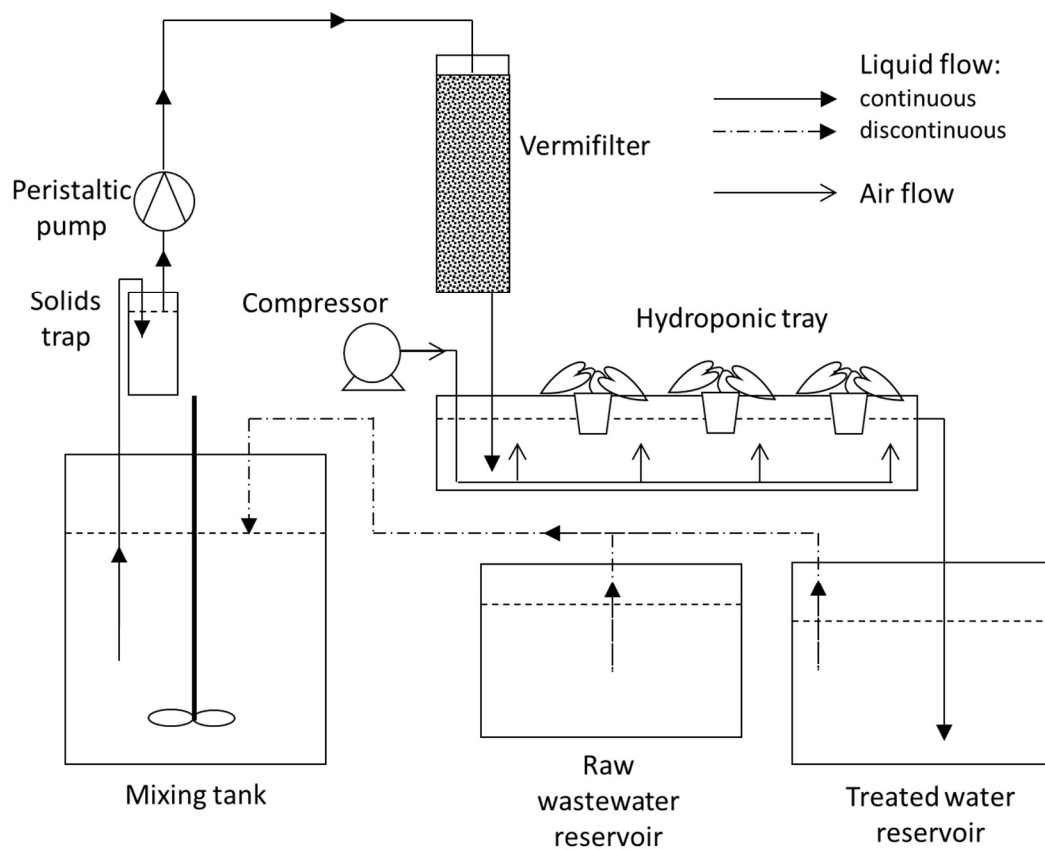 Liquid flow:
continuous
discontinuous
Air flow
Vermifilter
Peristaltic
pump
Solids
trap
Compressor
Hydroponic tray
Mixing tank
Raw
wastewater
reservoir
Treated water
reservoir